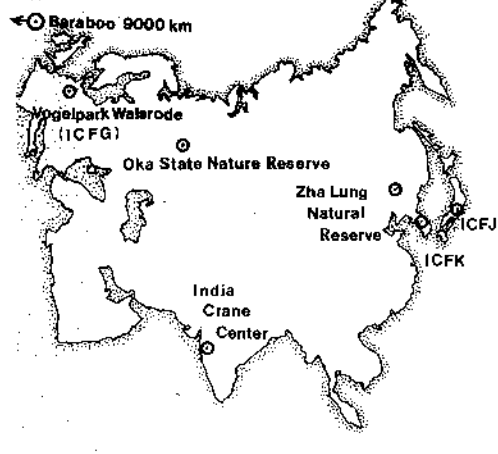 Baraboo 9000 km
Vogelpark Walsrode
(ICFG)
Oka State Nature Reserve
Zha Lung
Natural
Reserve
ICFJ
ICFK
India
Crane
Center